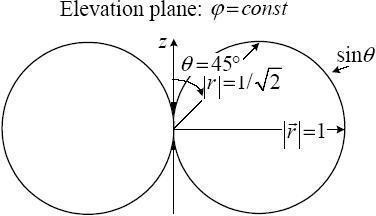 Elevation plane: φ=const
z
θ=45°
sinθ
|r|=1/√2
|r⃗|=1